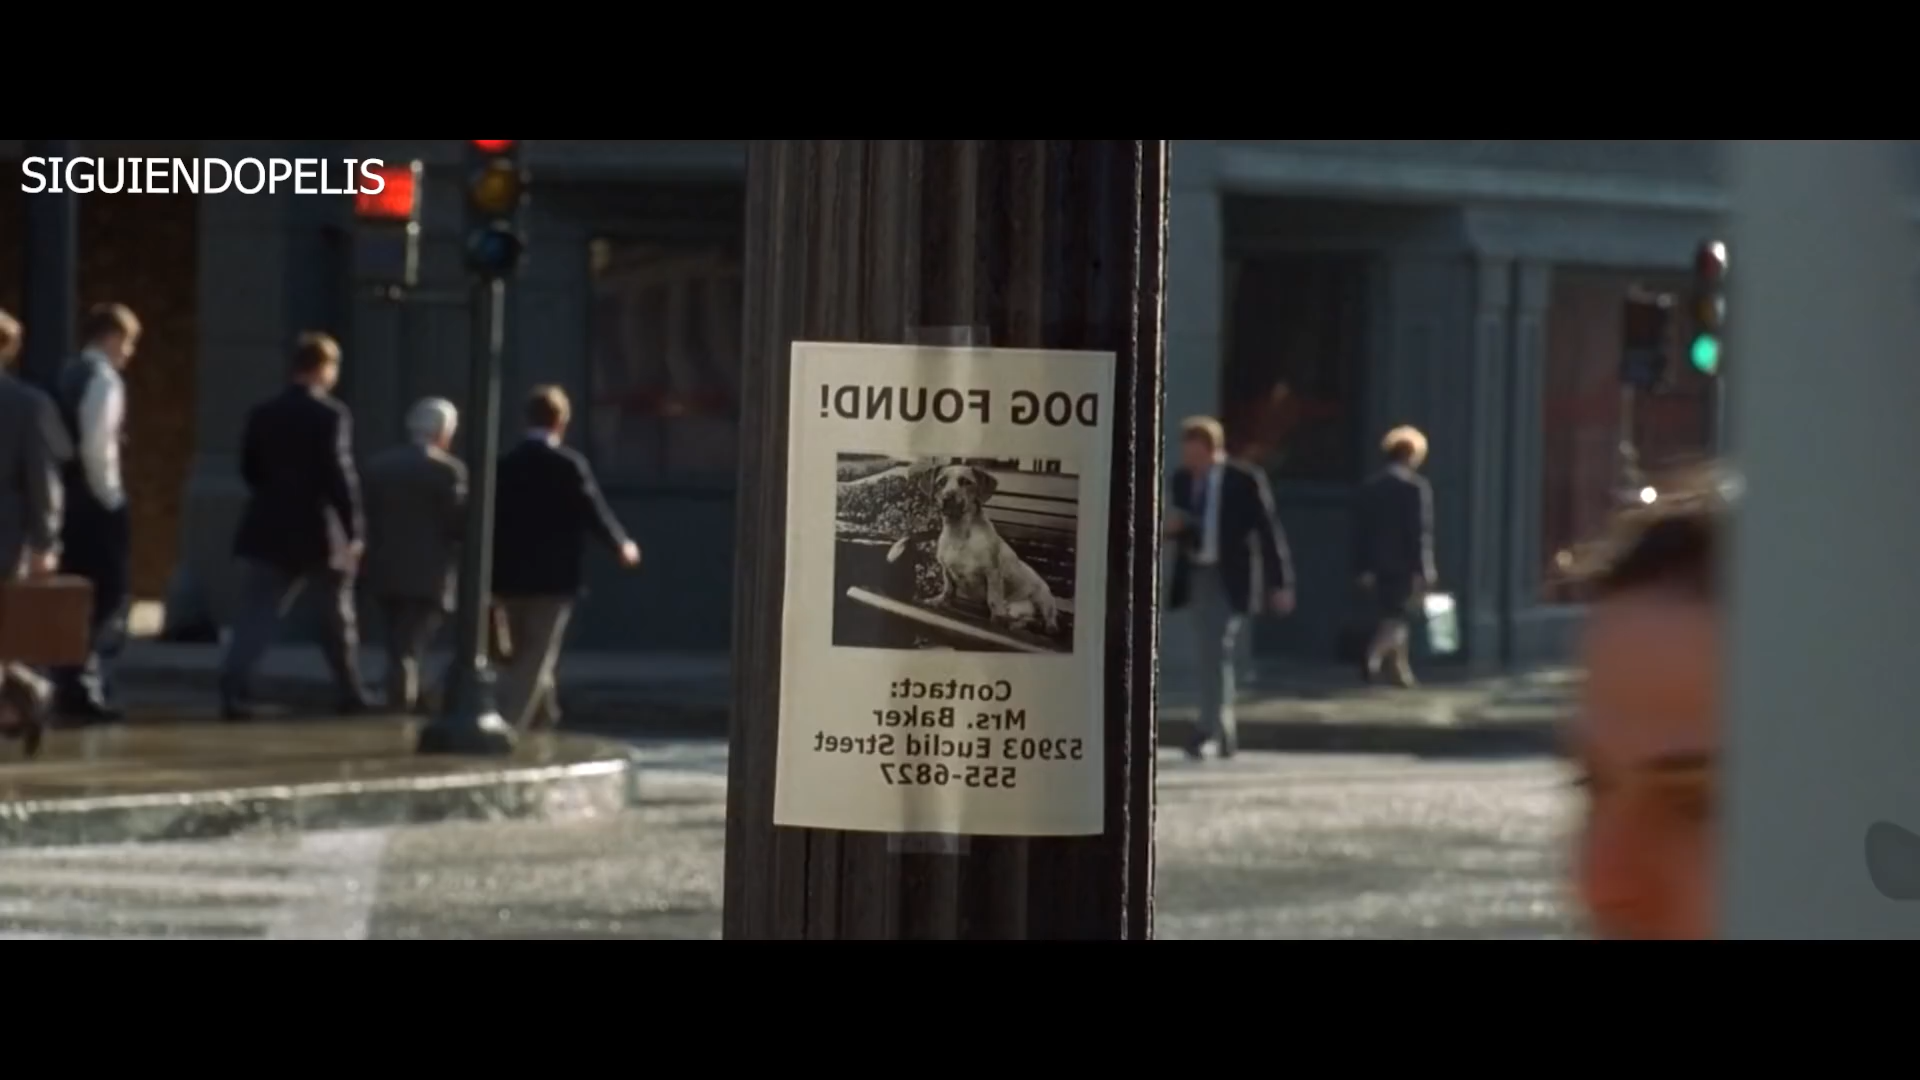 SIGUIENDOPELIS
DOG FOUND!
Contact:
Mrs. Baker
52903 Euclid Street
555-6827